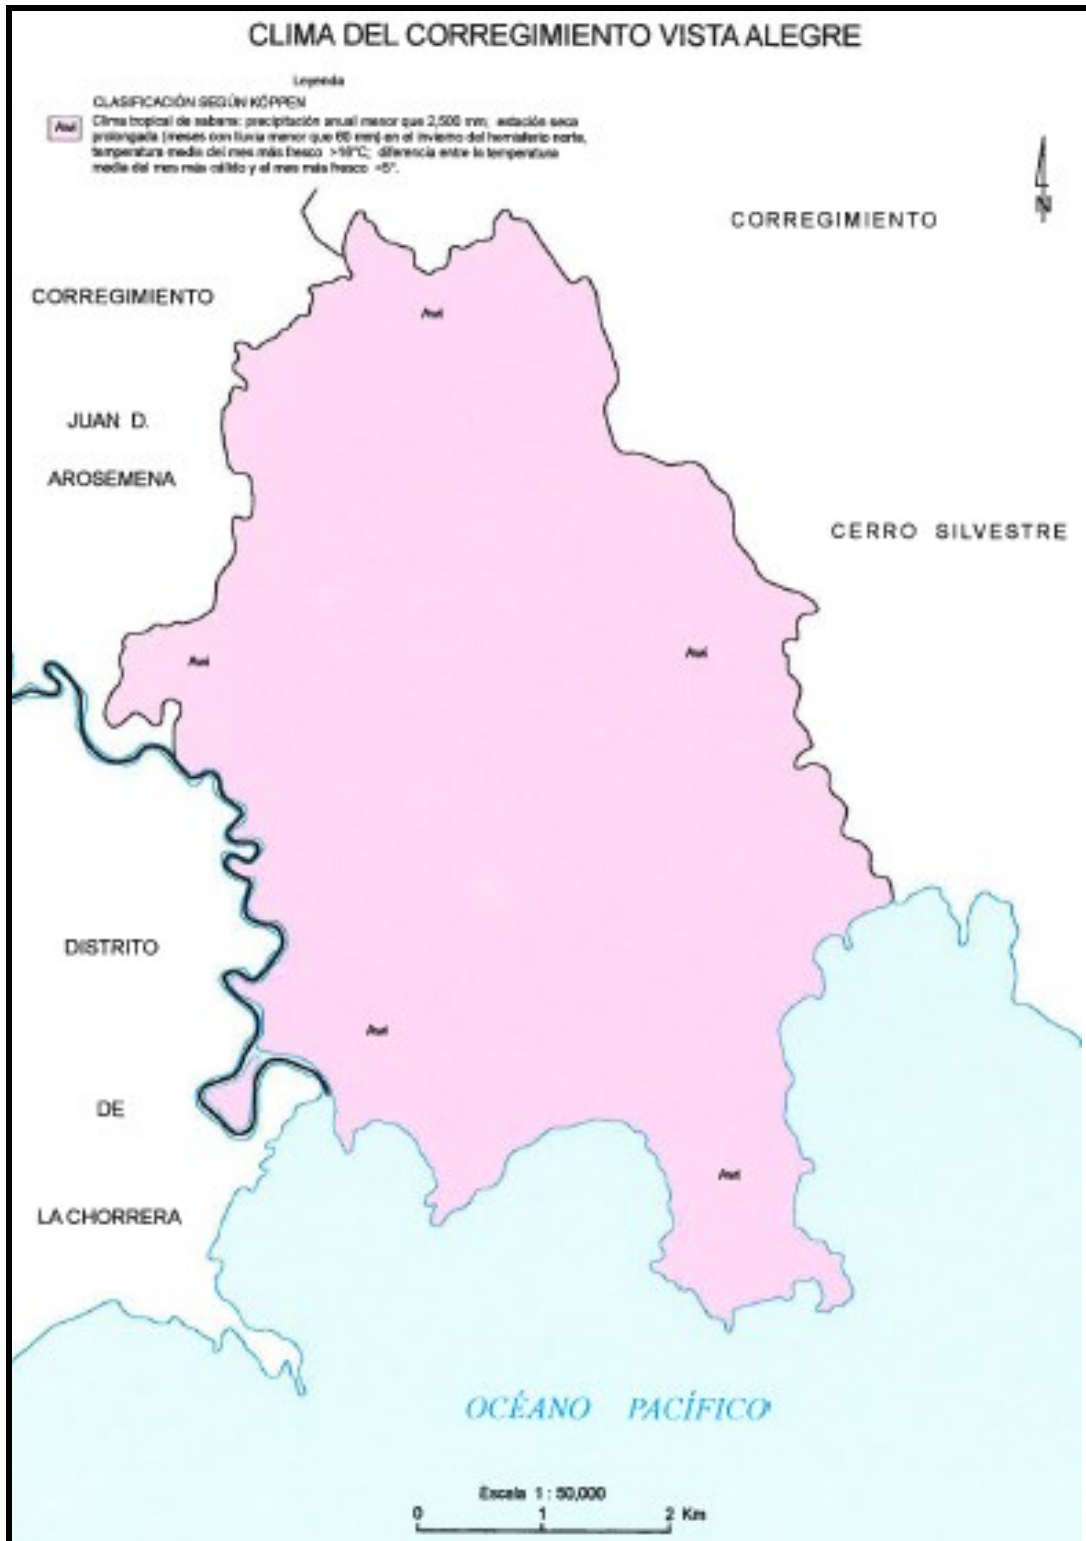 CLIMA DEL CORREGIMIENTO VISTA ALEGRE
Leyenda
CLASIFICACIÓN SEGÚN KÖPPEN
Awi
Clima tropical de sabana: precipitación anual menor que 2,500 mm; estación seca
prolongada (meses con lluvia menor que 60 mm) en el invierno del hemisferio norte,
temperatura media del mes más fresco >18°C; diferencia entre la temperatura
media del mes más cálido y el mes más fresco <5°.
N
CORREGIMIENTO
CERRO SILVESTRE
CORREGIMIENTO
JUAN D.
AROSEMENA
Awi
Awi
Awi
Awi
Awi
DISTRITO
DE
LA CHORRERA
OCÉANO PACÍFICO
Escala 1 : 50,000
0 1 2 Km